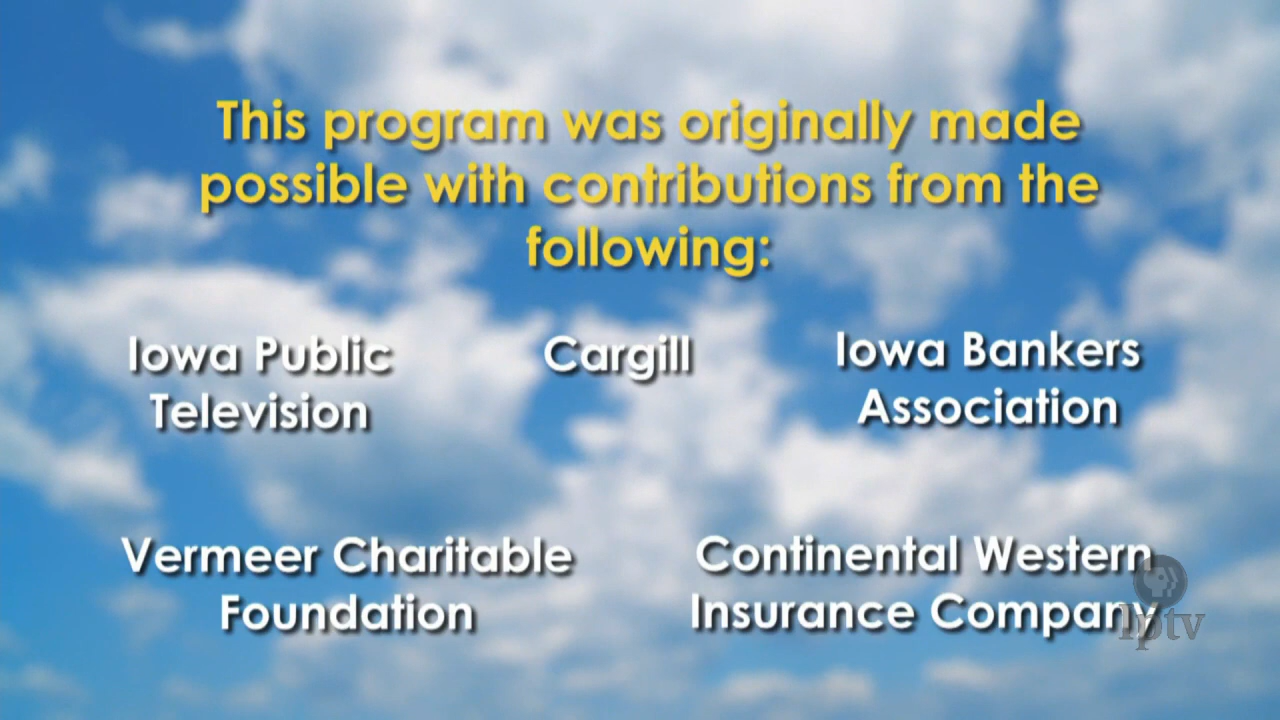 This program was originally made
possible with contributions from the
following:
Iowa Public
Television
Cargill
Iowa Bankers
Association
Vermeer Charitable
Foundation
Continental Western
Insurance Company
Iptv